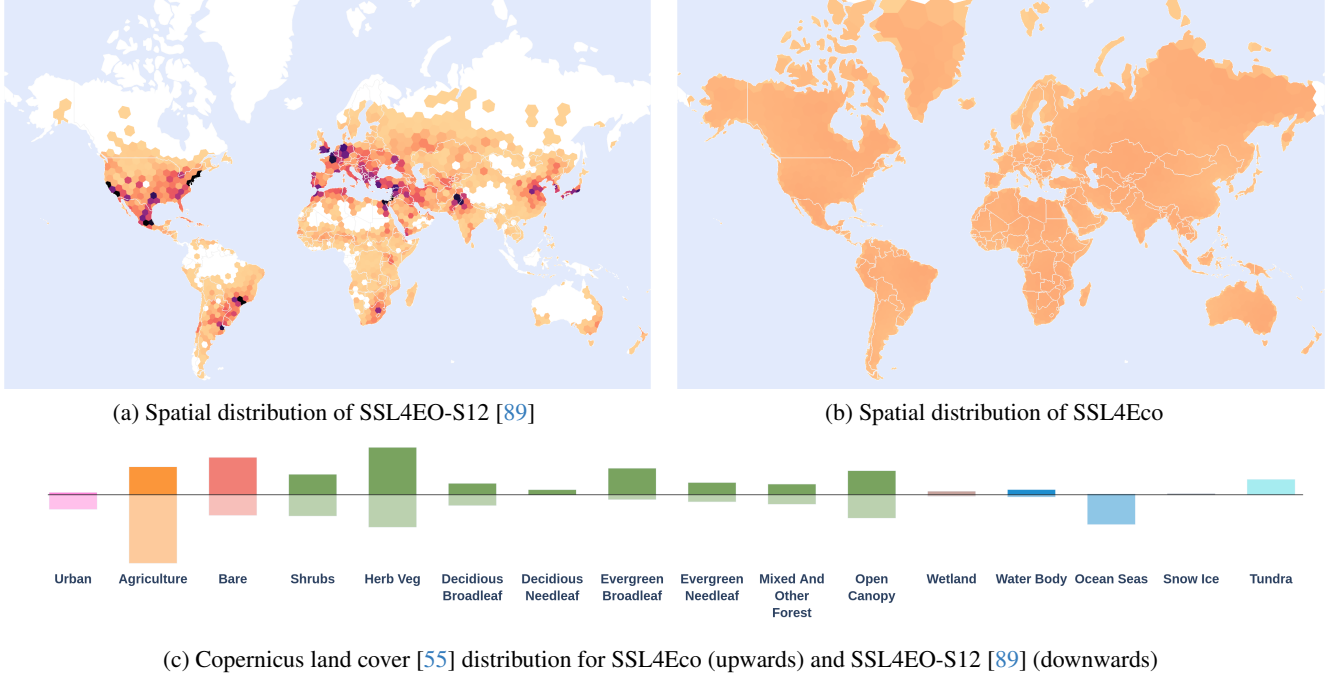 (a) Spatial distribution of SSL4EO-S12 [89]
(b) Spatial distribution of SSL4Eco
Urban
Agriculture
Bare
Shrubs
Herb Veg
Decidious
Broadleaf
Decidious
Needleaf
Evergreen
Broadleaf
Evergreen
Needleaf
Mixed And
Other
Forest
Open
Canopy
Wetland
Water Body
Ocean Seas
Snow Ice
Tundra
(c) Copernicus land cover [55] distribution for SSL4Eco (upwards) and SSL4EO-S12 [89] (downwards)